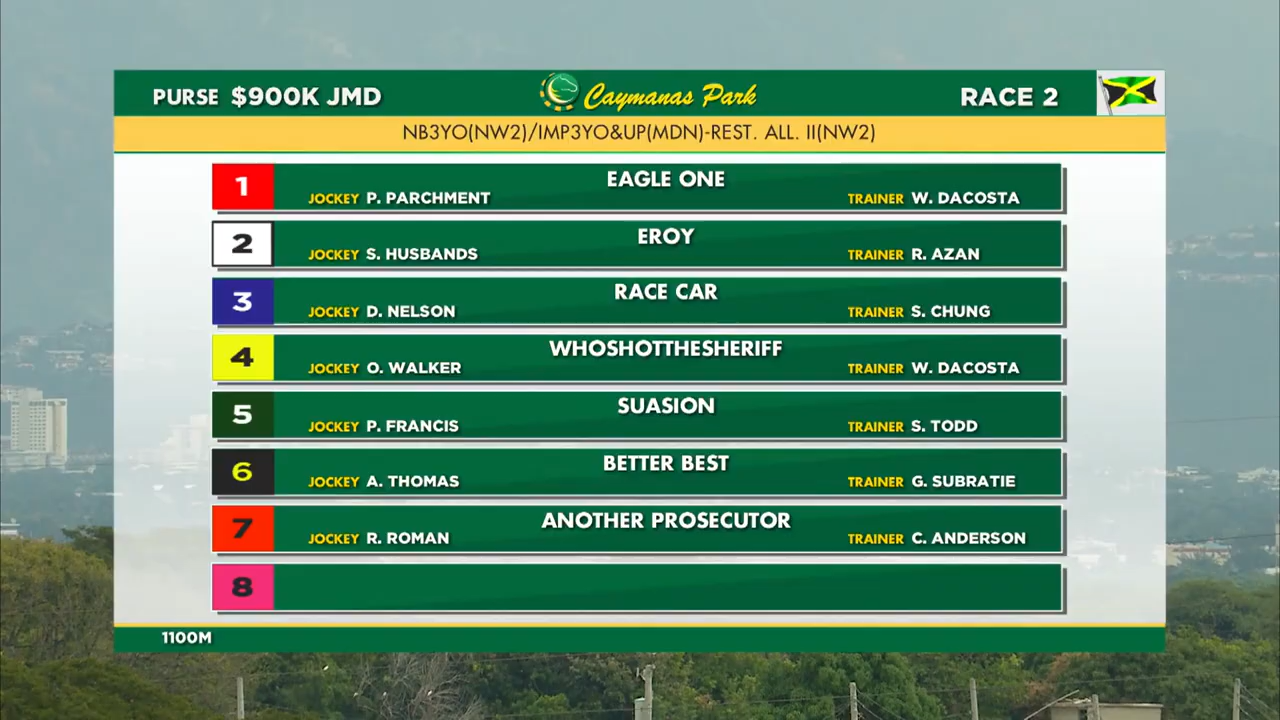 PURSE $900K JMD Caymanas Park RACE 2
NB3YO(NW2)/IMP3YO&UP(MDN)-REST. ALL. II(NW2)
1 EAGLE ONE
JOCKEY P. PARCHMENT TRAINER W. DACOSTA
2 EROY
JOCKEY S. HUSBANDS TRAINER R. AZAN
3 RACE CAR
JOCKEY D. NELSON TRAINER S. CHUNG
4 WHOSHOTTHESHERIFF
JOCKEY O. WALKER TRAINER W. DACOSTA
5 SUASION
JOCKEY P. FRANCIS TRAINER S. TODD
6 BETTER BEST
JOCKEY A. THOMAS TRAINER G. SUBRATIE
7 ANOTHER PROSECUTOR
JOCKEY R. ROMAN TRAINER C. ANDERSON
8
1100M